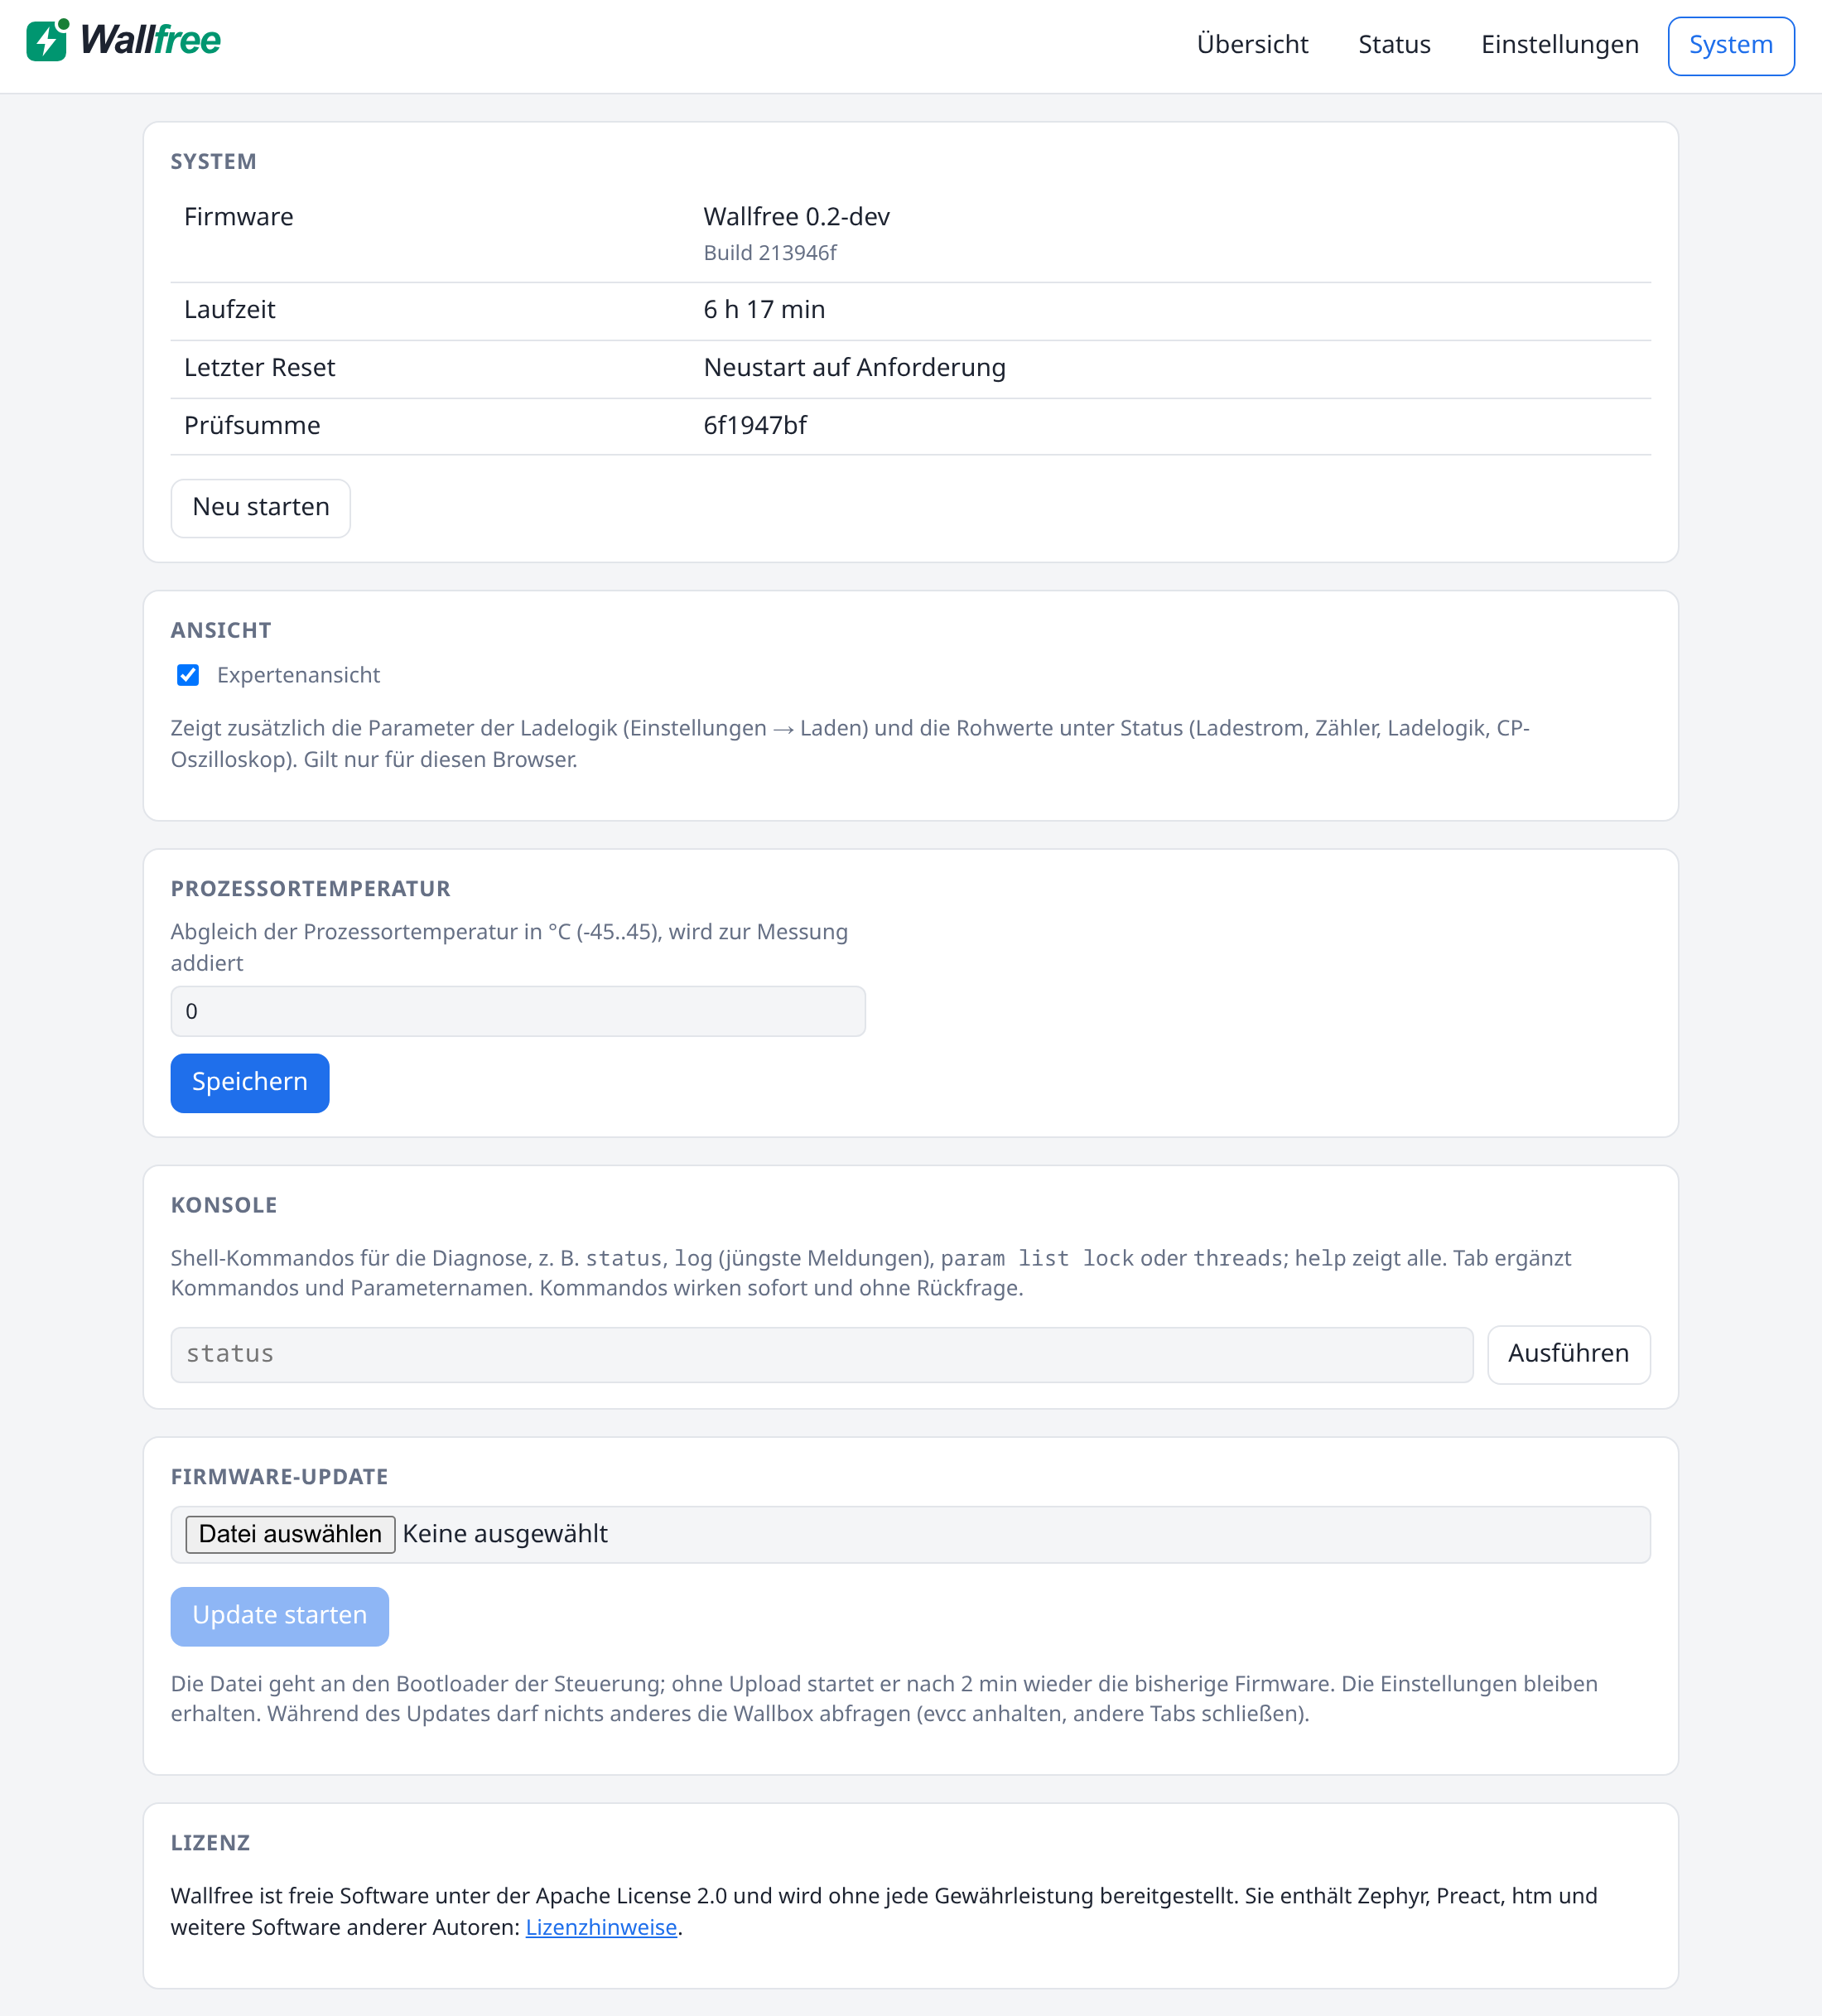 Wallfree
Übersicht Status Einstellungen System
SYSTEM
Firmware Wallfree 0.2-dev
Build 213946f
Laufzeit 6 h 17 min
Letzter Reset Neustart auf Anforderung
Prüfsumme 6f1947bf
Neu starten
ANSICHT
Expertenansicht
Zeigt zusätzlich die Parameter der Ladelogik (Einstellungen → Laden) und die Rohwerte unter Status (Ladestrom, Zähler, Ladelogik, CP-
Oszilloskop). Gilt nur für diesen Browser.
PROZESSORTEMPERATUR
Abgleich der Prozessortemperatur in °C (-45..45), wird zur Messung
addiert
0
Speichern
KONSOLE
Shell-Kommandos für die Diagnose, z. B. status, log (jüngste Meldungen), param list lock oder threads; help zeigt alle. Tab ergänzt
Kommandos und Parameternamen. Kommandos wirken sofort und ohne Rückfrage.
status Ausführen
FIRMWARE-UPDATE
Datei auswählen Keine ausgewählt
Update starten
Die Datei geht an den Bootloader der Steuerung; ohne Upload startet er nach 2 min wieder die bisherige Firmware. Die Einstellungen bleiben
erhalten. Während des Updates darf nichts anderes die Wallbox abfragen (evcc anhalten, andere Tabs schließen).
LIZENZ
Wallfree ist freie Software unter der Apache License 2.0 und wird ohne jede Gewährleistung bereitgestellt. Sie enthält Zephyr, Preact, htm und
weitere Software anderer Autoren: Lizenzhinweise.